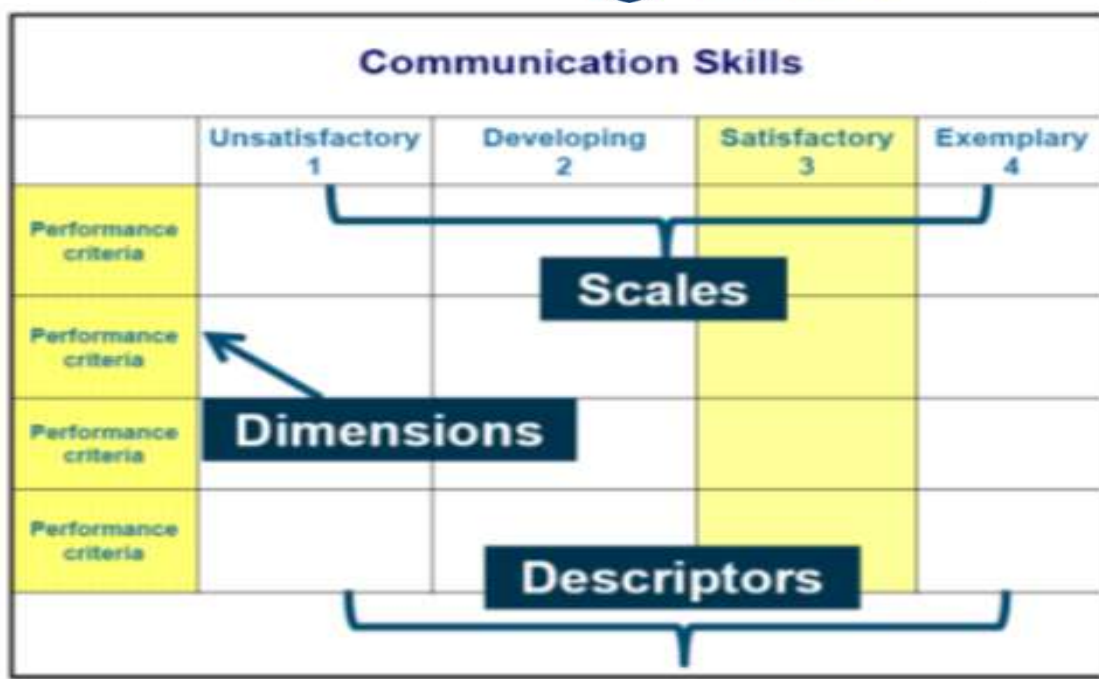 Communication Skills
Unsatisfactory Developing Satisfactory Exemplary
1 2 3 4
Performance
criteria
Scales
Performance
criteria
Dimensions
Performance
criteria
Performance
criteria
Descriptors